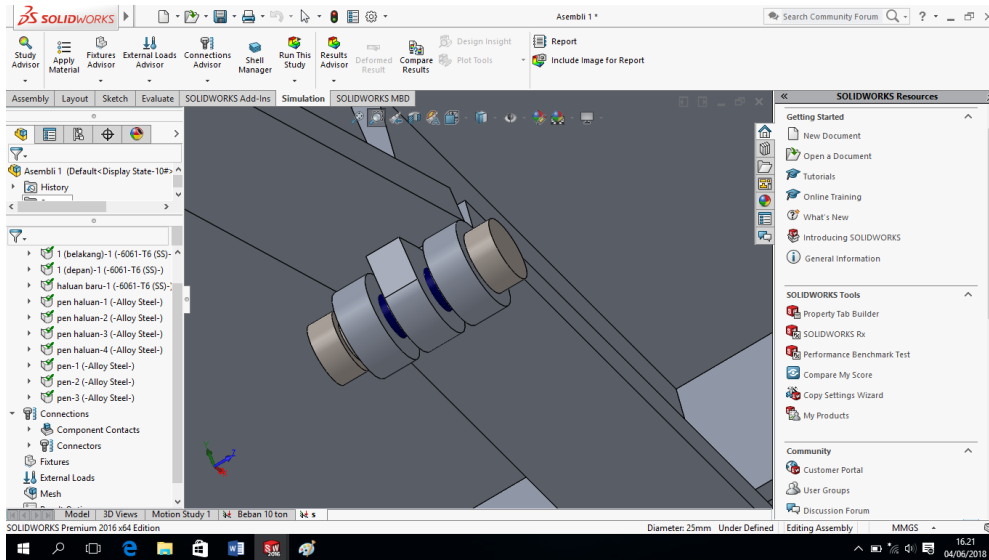 SOLIDWORKS
Asembli 1 *
Search Community Forum
Study Advisor
Apply Material
Fixtures Advisor
External Loads Advisor
Connections Advisor
Shell Manager
Run This Study
Results Advisor
Deformed Result
Compare Results
Design Insight
Plot Tools
Report
Include Image for Report
Assembly Layout Sketch Evaluate SOLIDWORKS Add-Ins Simulation SOLIDWORKS MBD
Asembli 1 (Default<Display State-10#>
History
1 (belakang)-1 (-6061-T6 (SS)-
1 (depan)-1 (-6061-T6 (SS)-)
haluan baru-1 (-6061-T6 (SS)-
pen haluan-1 (-Alloy Steel-)
pen haluan-2 (-Alloy Steel-)
pen haluan-3 (-Alloy Steel-)
pen haluan-4 (-Alloy Steel-)
pen-1 (-Alloy Steel-)
pen-2 (-Alloy Steel-)
pen-3 (-Alloy Steel-)
Connections
Component Contacts
Connectors
Fixtures
External Loads
Mesh
Y
Z
SOLIDWORKS Resources
Getting Started
New Document
Open a Document
Tutorials
Online Training
What's New
Introducing SOLIDWORKS
General Information
SOLIDWORKS Tools
Property Tab Builder
SOLIDWORKS Rx
Performance Benchmark Test
Compare My Score
Copy Settings Wizard
My Products
Community
Customer Portal
User Groups
Discussion Forum
Model 3D Views Motion Study 1 Beban 10 ton s
SOLIDWORKS Premium 2016 x64 Edition
Diameter: 25mm Under Defined Editing Assembly MMGS
16.21
04/06/2018